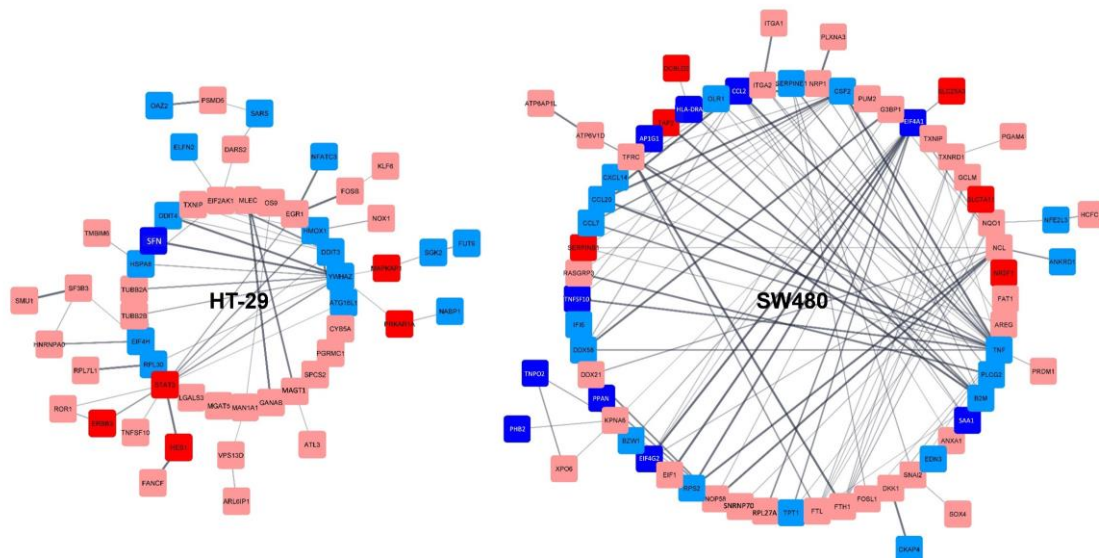 OAZ2
PSMD5
SARS
ELFN2
DARS2
NFATC3
KLF6
FOSB
TXNIP
EIF2AK1
MLEC
OS9
EGR1
NOX1
DDIT4
HMOX1
SFN
DDIT3
TMBIM6
HSPA8
YWHAZ
SGK2
FUT9
TUBB2A
ATG16L1
SMU1
SF3B3
TUBB2B
HT-29
CYB5A
HNRNPA0
EIF4H
PGRMC1
RPL7L1
RPL30
SPCS2
MAGT1
LGALS3
MGAT5
MAN1A1
GANAB
ROR1
TNFSF10
ATL3
VPS13D
FANCF
ARL6IP1
ITGA1
PLXNA3
SERPINE1
ITGA2
NRP1
CCL2
CSF2
OLR1
PUM2
ATP6AP1L
HLA-DRA
G3BP1
EIF4A1
AP1G1
TXNIP
ATP6V1D
TFRC
TXNRD1
PGAM4
CXCL14
GCLM
CCL20
CCL7
NQO1
NFE2L3
NCL
ANKRD1
RASGRP3
SW480
TNFSF10
FAT1
IFI6
AREG
DDX58
TNF
DDX21
PLCG2
PROM1
TNPO2
PPAN
B2M
SAA1
PHB2
KPNA6
BZW1
ANXA1
EIF4G2
EDN3
XPO6
EIF1
SNAI2
RPS2
DKK1
SOX4
NOP58
SNRNP70
RPL27A
TPT1
FTL
FTH1
FOSL1
CKAP4